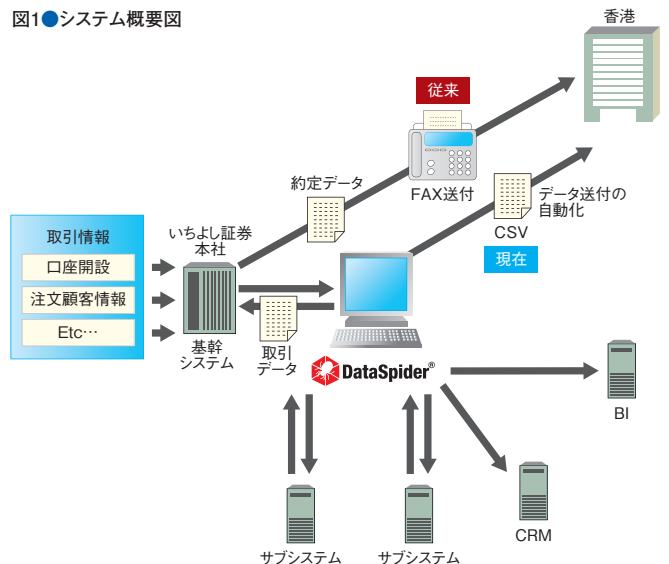 図1●システム概要図
香港
従来
FAX送付
約定データ
データ送付の
自動化
CSV
現在
取引情報
口座開設
注文顧客情報
Etc…
いちよし証券
本社
基幹
システム
取引
データ
DataSpider®
BI
CRM
サブシステム
サブシステム